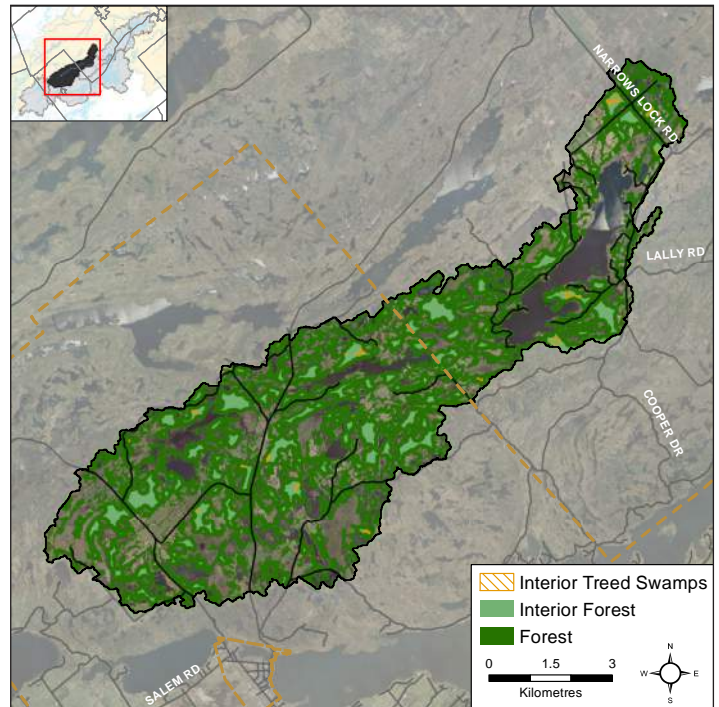 NARROWS LOCK RD
LALLY RD
COOPER DR
SALEM RD
Interior Treed Swamps
Interior Forest
Forest
0 1.5 3
Kilometres
N
W E
S